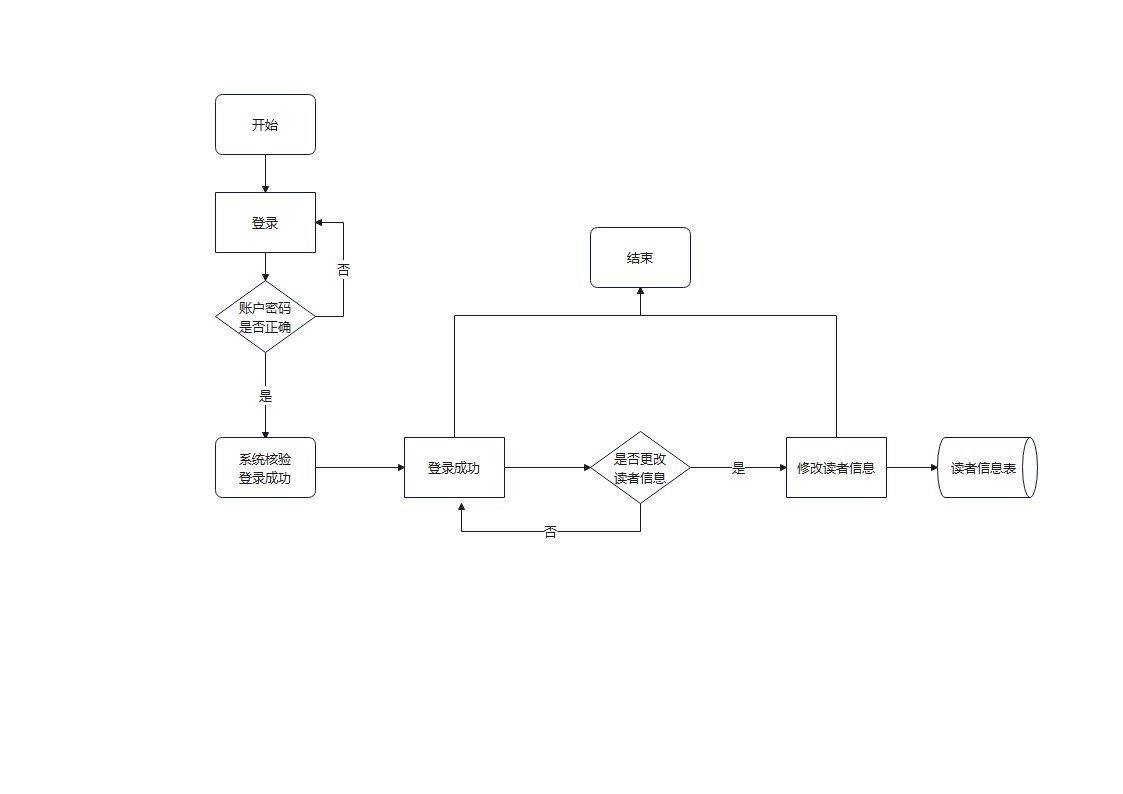 开始
登录
否
账户密码
是否正确
是
结束
系统核验
登录成功
登录成功
是否更改
读者信息
是
修改读者信息
读者信息表
否